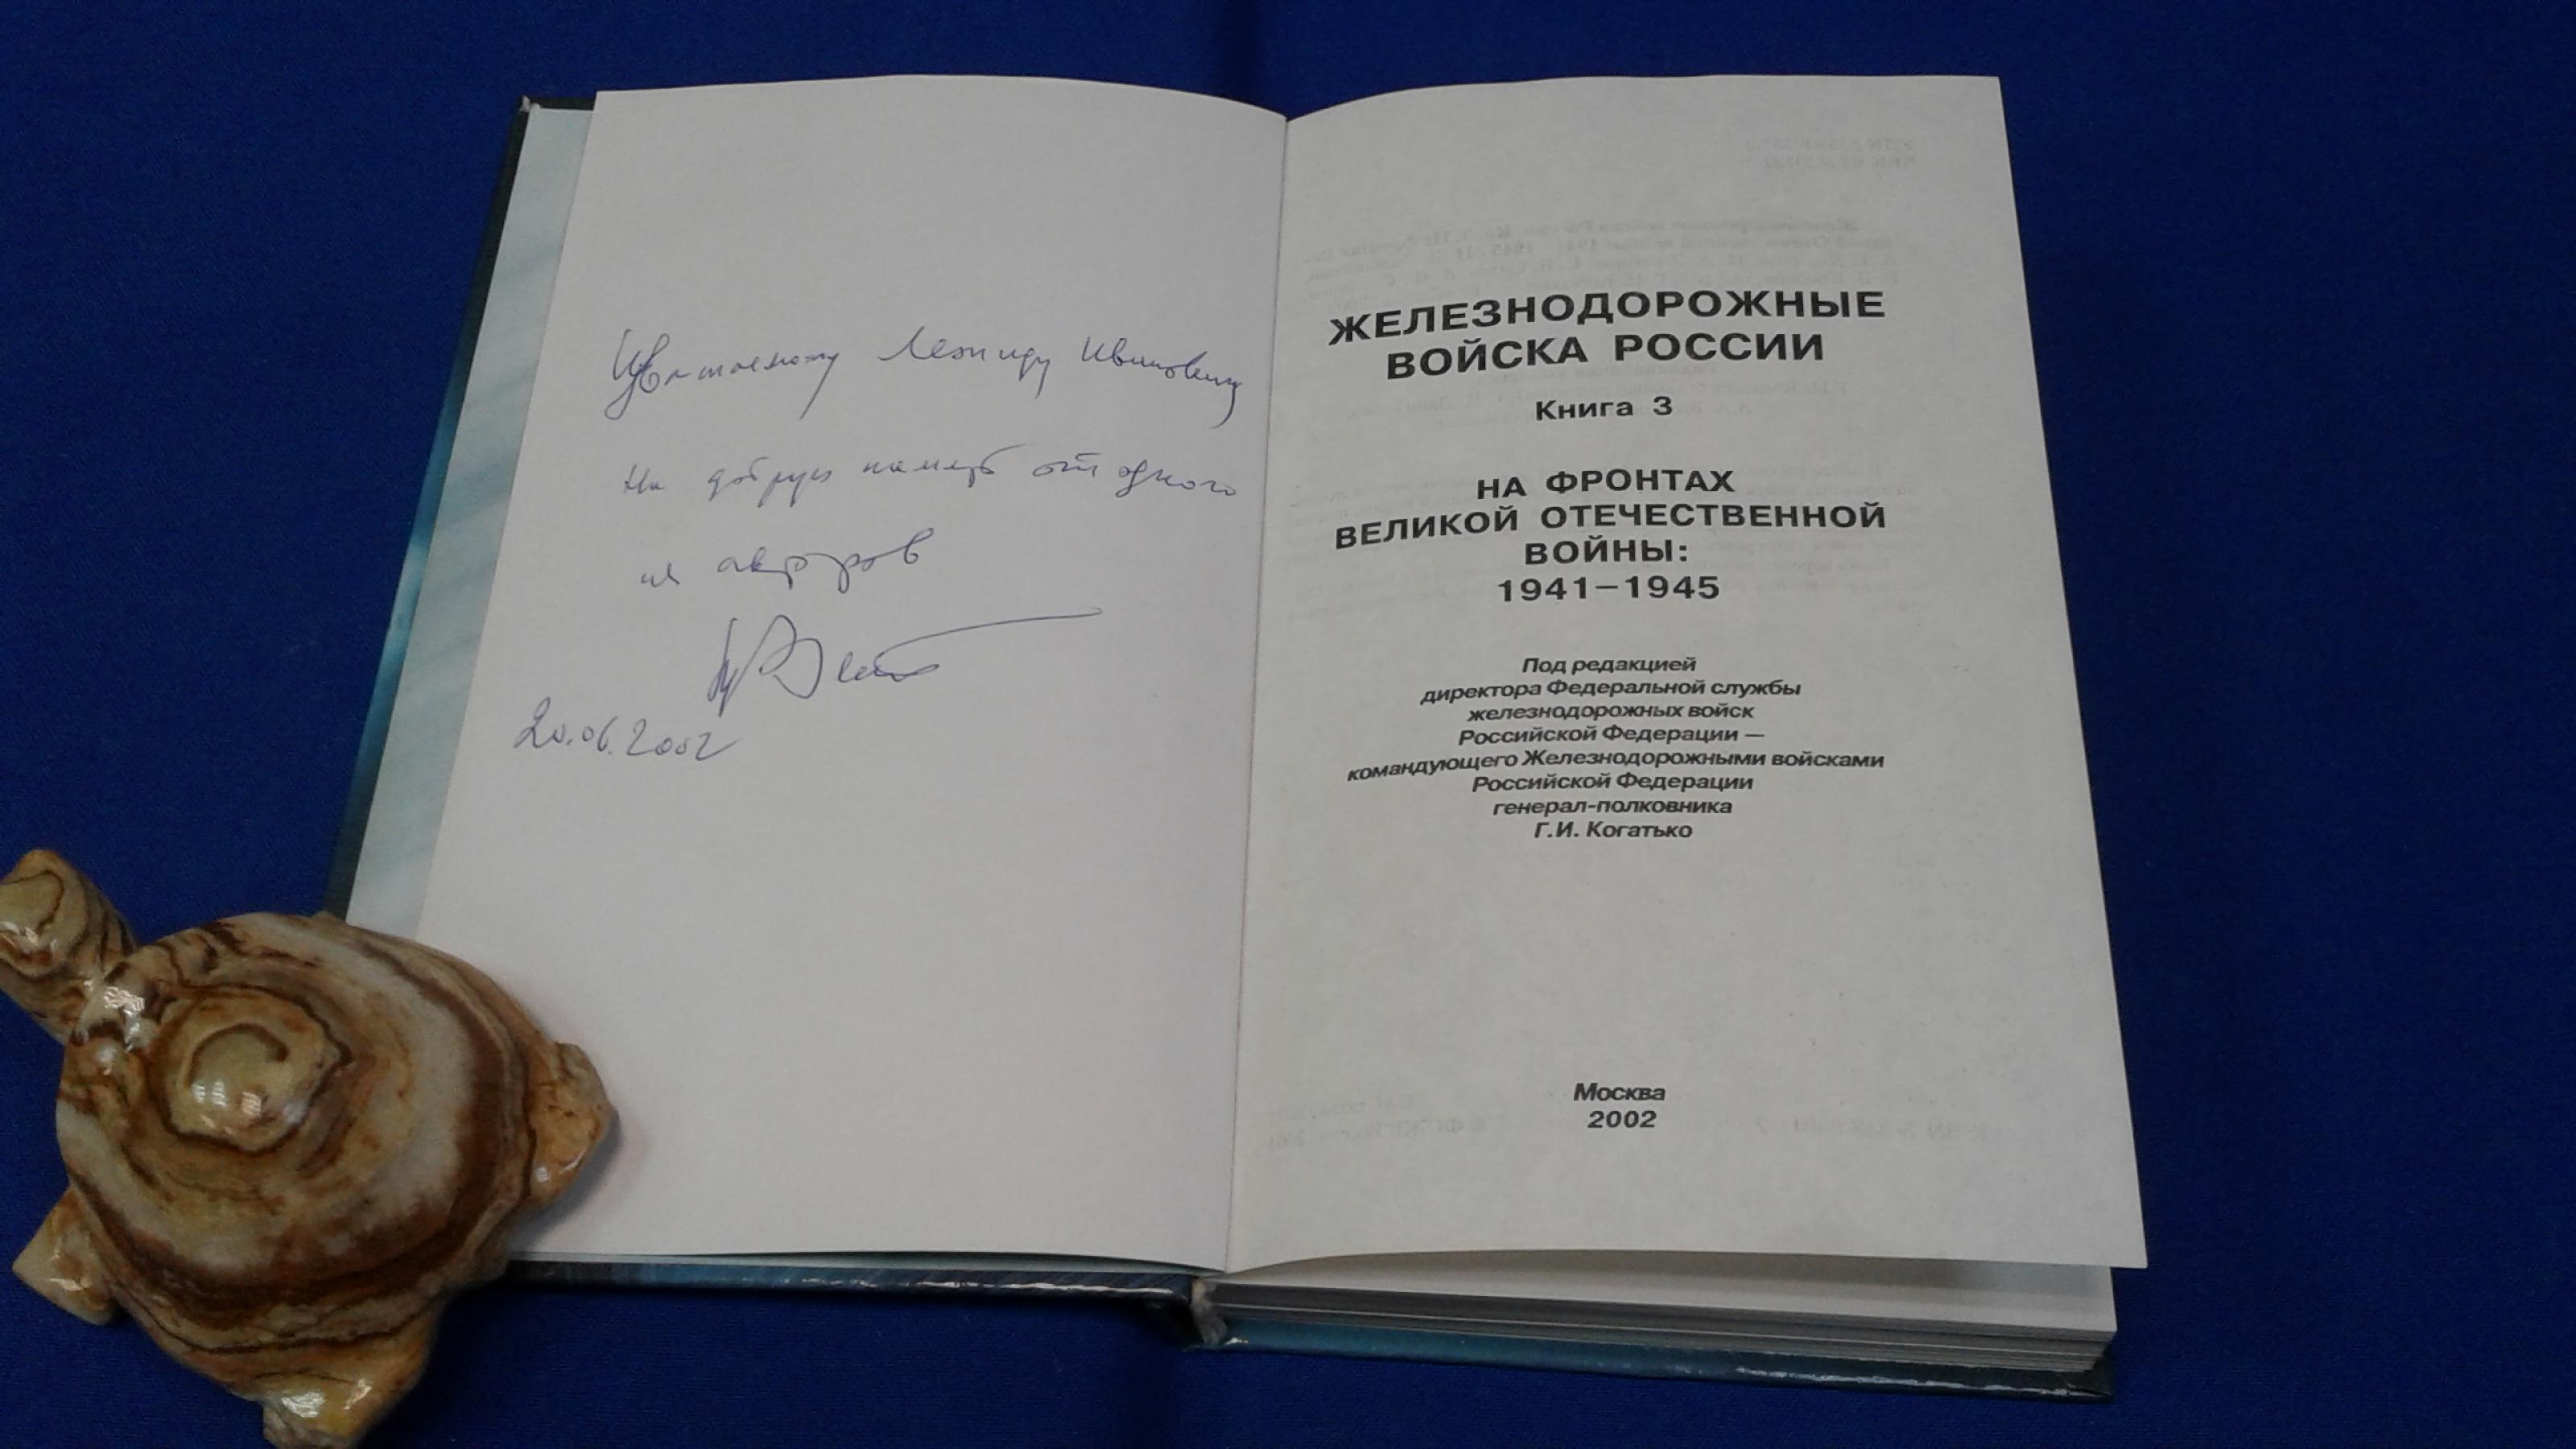 Цветаеву Леониду Ивановичу
На добрую память от одного
из авторов
20.06.2002
ЖЕЛЕЗНОДОРОЖНЫЕ
ВОЙСКА РОССИИ
Книга 3
НА ФРОНТАХ
ВЕЛИКОЙ ОТЕЧЕСТВЕННОЙ
ВОЙНЫ:
1941–1945
Под редакцией
директора Федеральной службы
железнодорожных войск
Российской Федерации —
командующего Железнодорожными войсками
Российской Федерации
генерал-полковника
Г.И. Когатько
Москва
2002